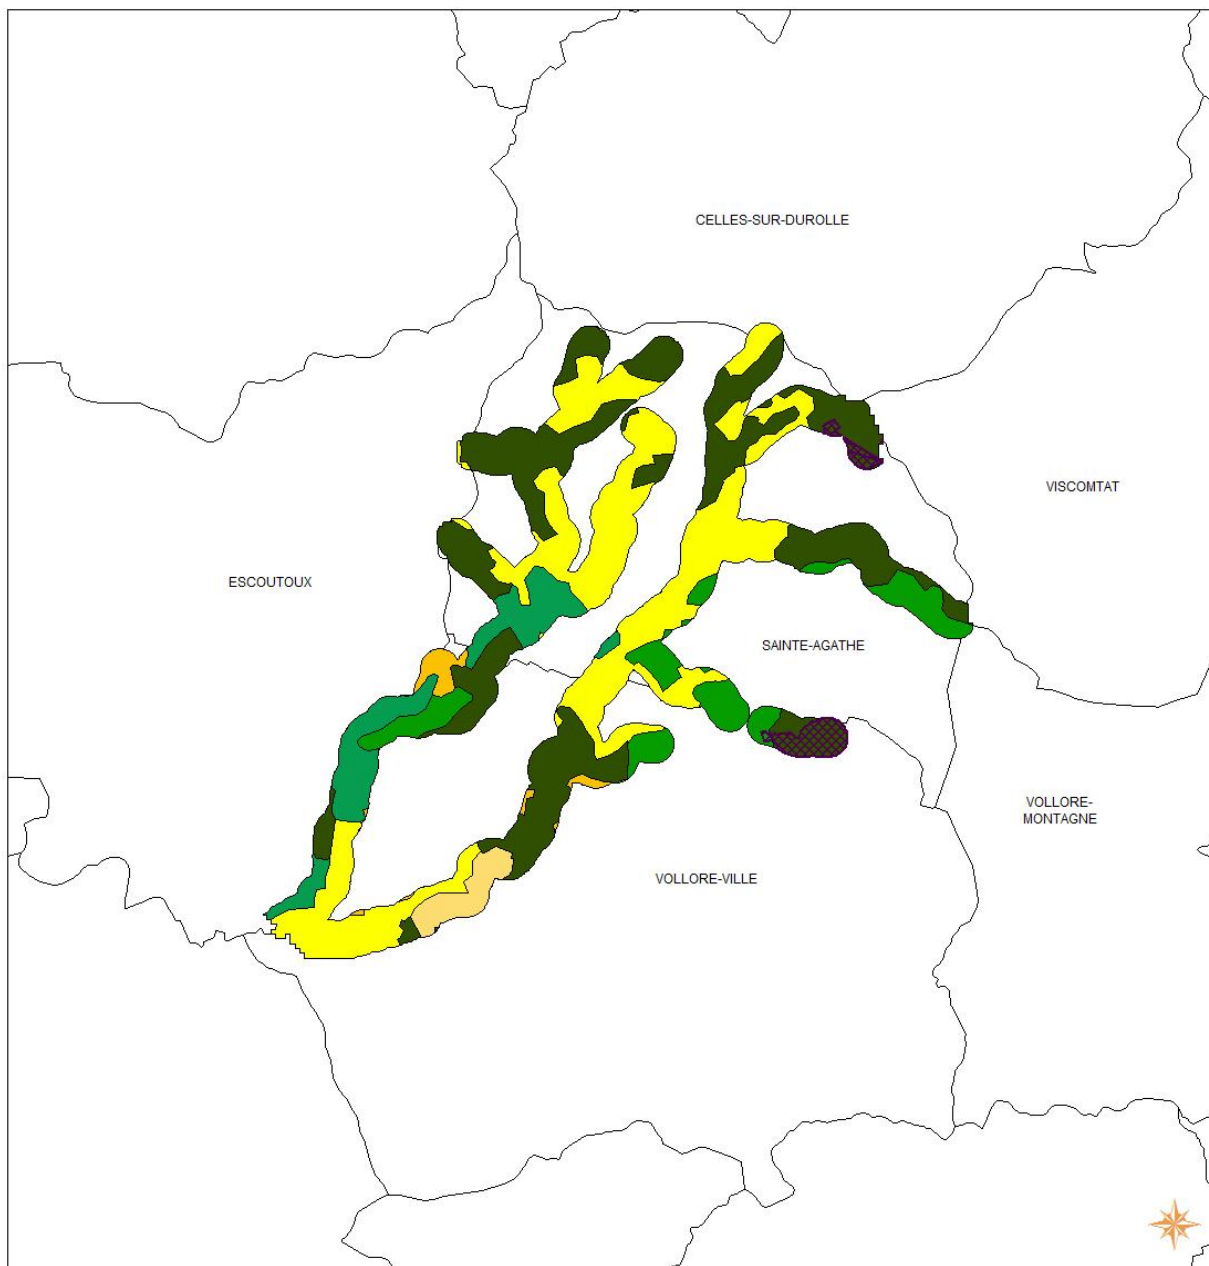 CELLES-SUR-DUROLLE
VISCOMTAT
ESCOUTOUX
SAINTE-AGATHE
VOLLORE-
MONTAGNE
VOLLORE-VILLE